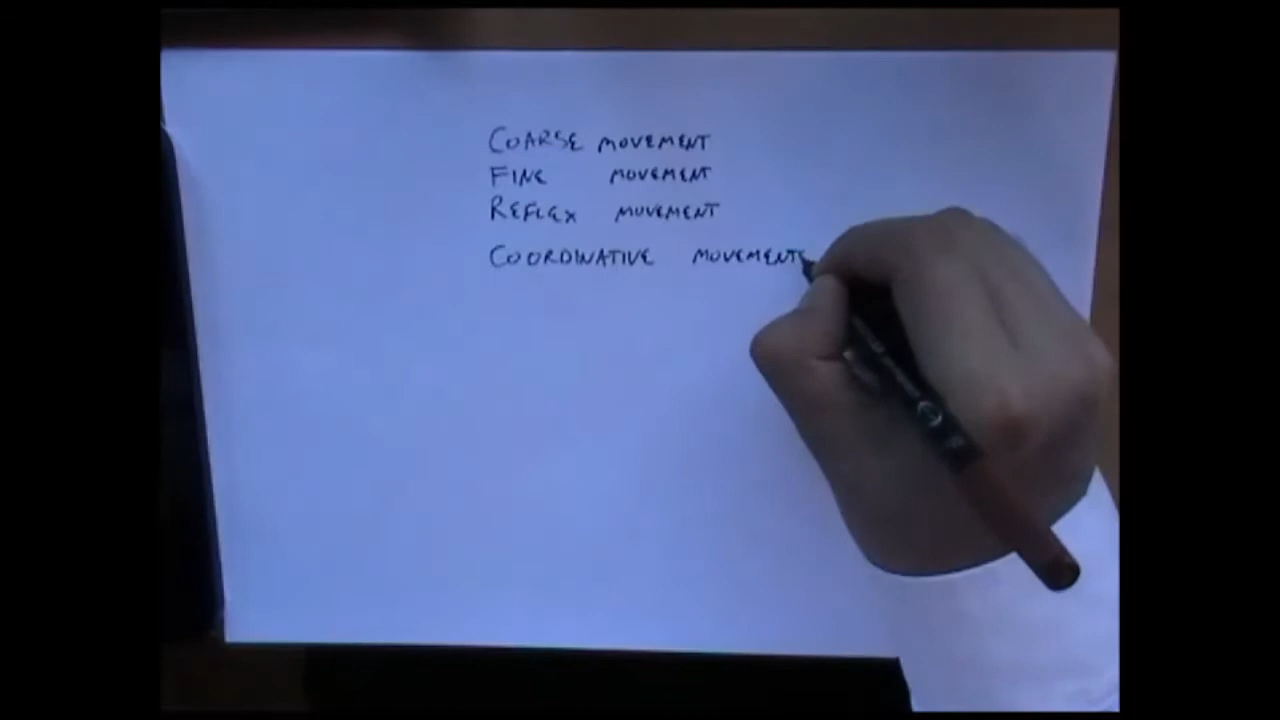 COARSE MOVEMENT
FINE MOVEMENT
REFLEX MOVEMENT
COORDINATIVE MOVEMENTS